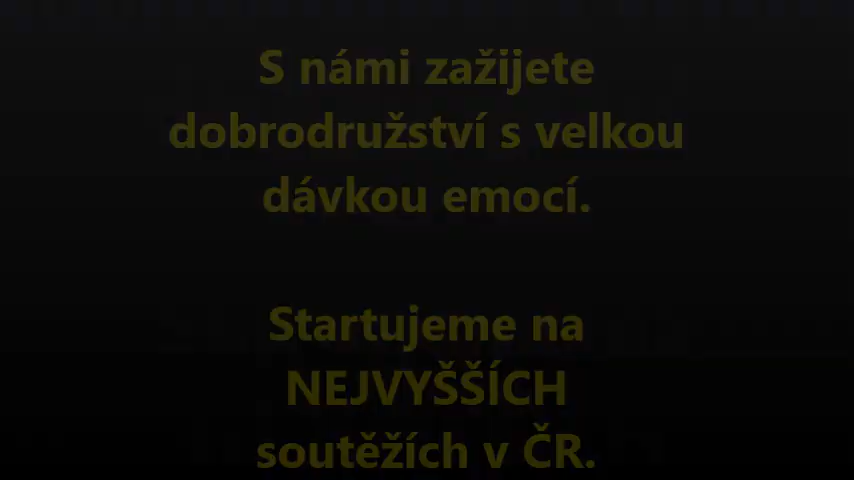 S námi zažijete
dobrodružství s velkou
dávkou emocí.
Startujeme na
NEJVYŠŠÍCH
soutěžích v ČR.